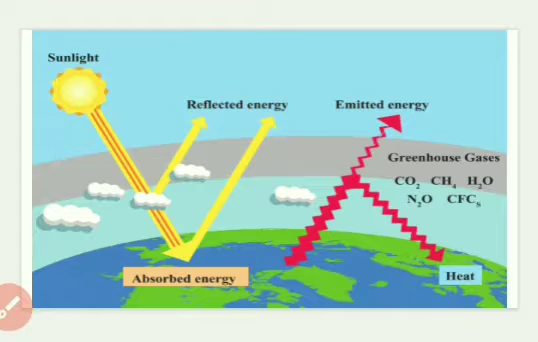 Sunlight
Reflected energy
Emitted energy
Greenhouse Gases
CO₂ CH₄ H₂O
N₂O CFCₛ
Absorbed energy
Heat